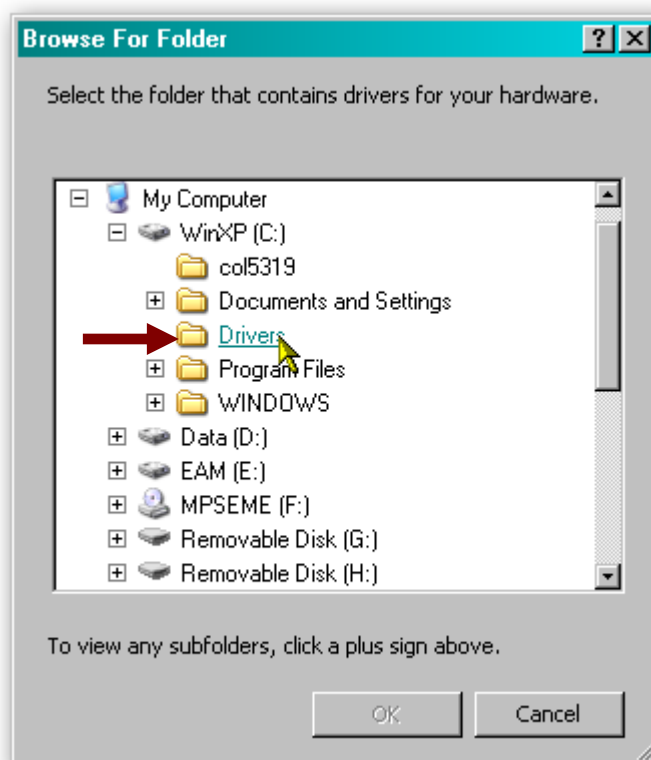 Browse For Folder
Select the folder that contains drivers for your hardware.
My Computer
WinXP (C:)
col5319
Documents and Settings
Drivers
Program Files
WINDOWS
Data (D:)
EAM (E:)
MPSEME (F:)
Removable Disk (G:)
Removable Disk (H:)
To view any subfolders, click a plus sign above.
OK
Cancel